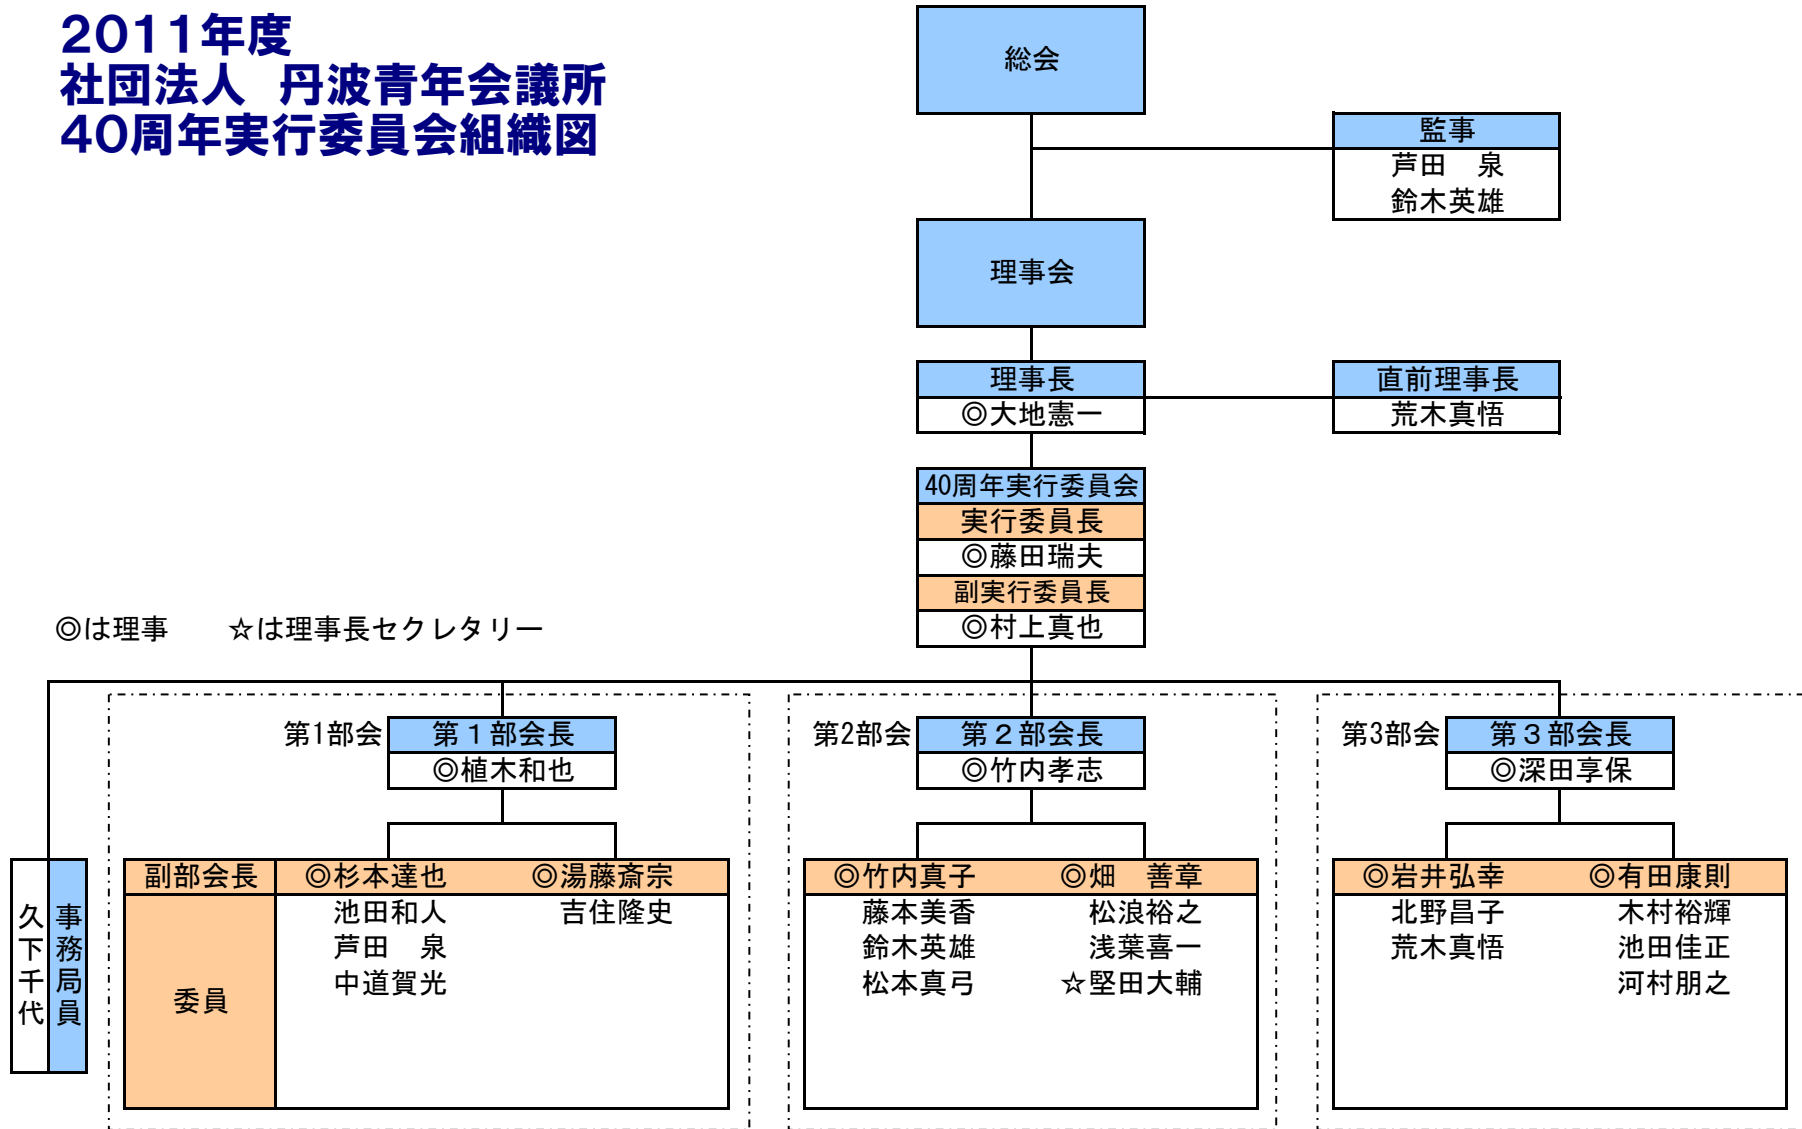 2011年度
社団法人　丹波青年会議所
40周年実行委員会組織図
総会
監事
芦田　泉
鈴木英雄
理事会
理事長
◎大地憲一
直前理事長
荒木真悟
40周年実行委員会
実行委員長
◎藤田瑞夫
副実行委員長
◎村上真也
◎は理事　　☆は理事長セクレタリー
第1部会
第１部会長
◎植木和也
第2部会
第２部会長
◎竹内孝志
第3部会
第３部会長
◎深田享保
事務局員
久下千代
副部会長
◎杉本達也
◎湯藤斎宗
委員
池田和人
芦田　泉
中道賀光
吉住隆史
◎竹内真子
◎畑　善章
藤本美香
鈴木英雄
松本真弓
松浪裕之
浅葉喜一
☆堅田大輔
◎岩井弘幸
◎有田康則
北野昌子
荒木真悟
木村裕輝
池田佳正
河村朋之